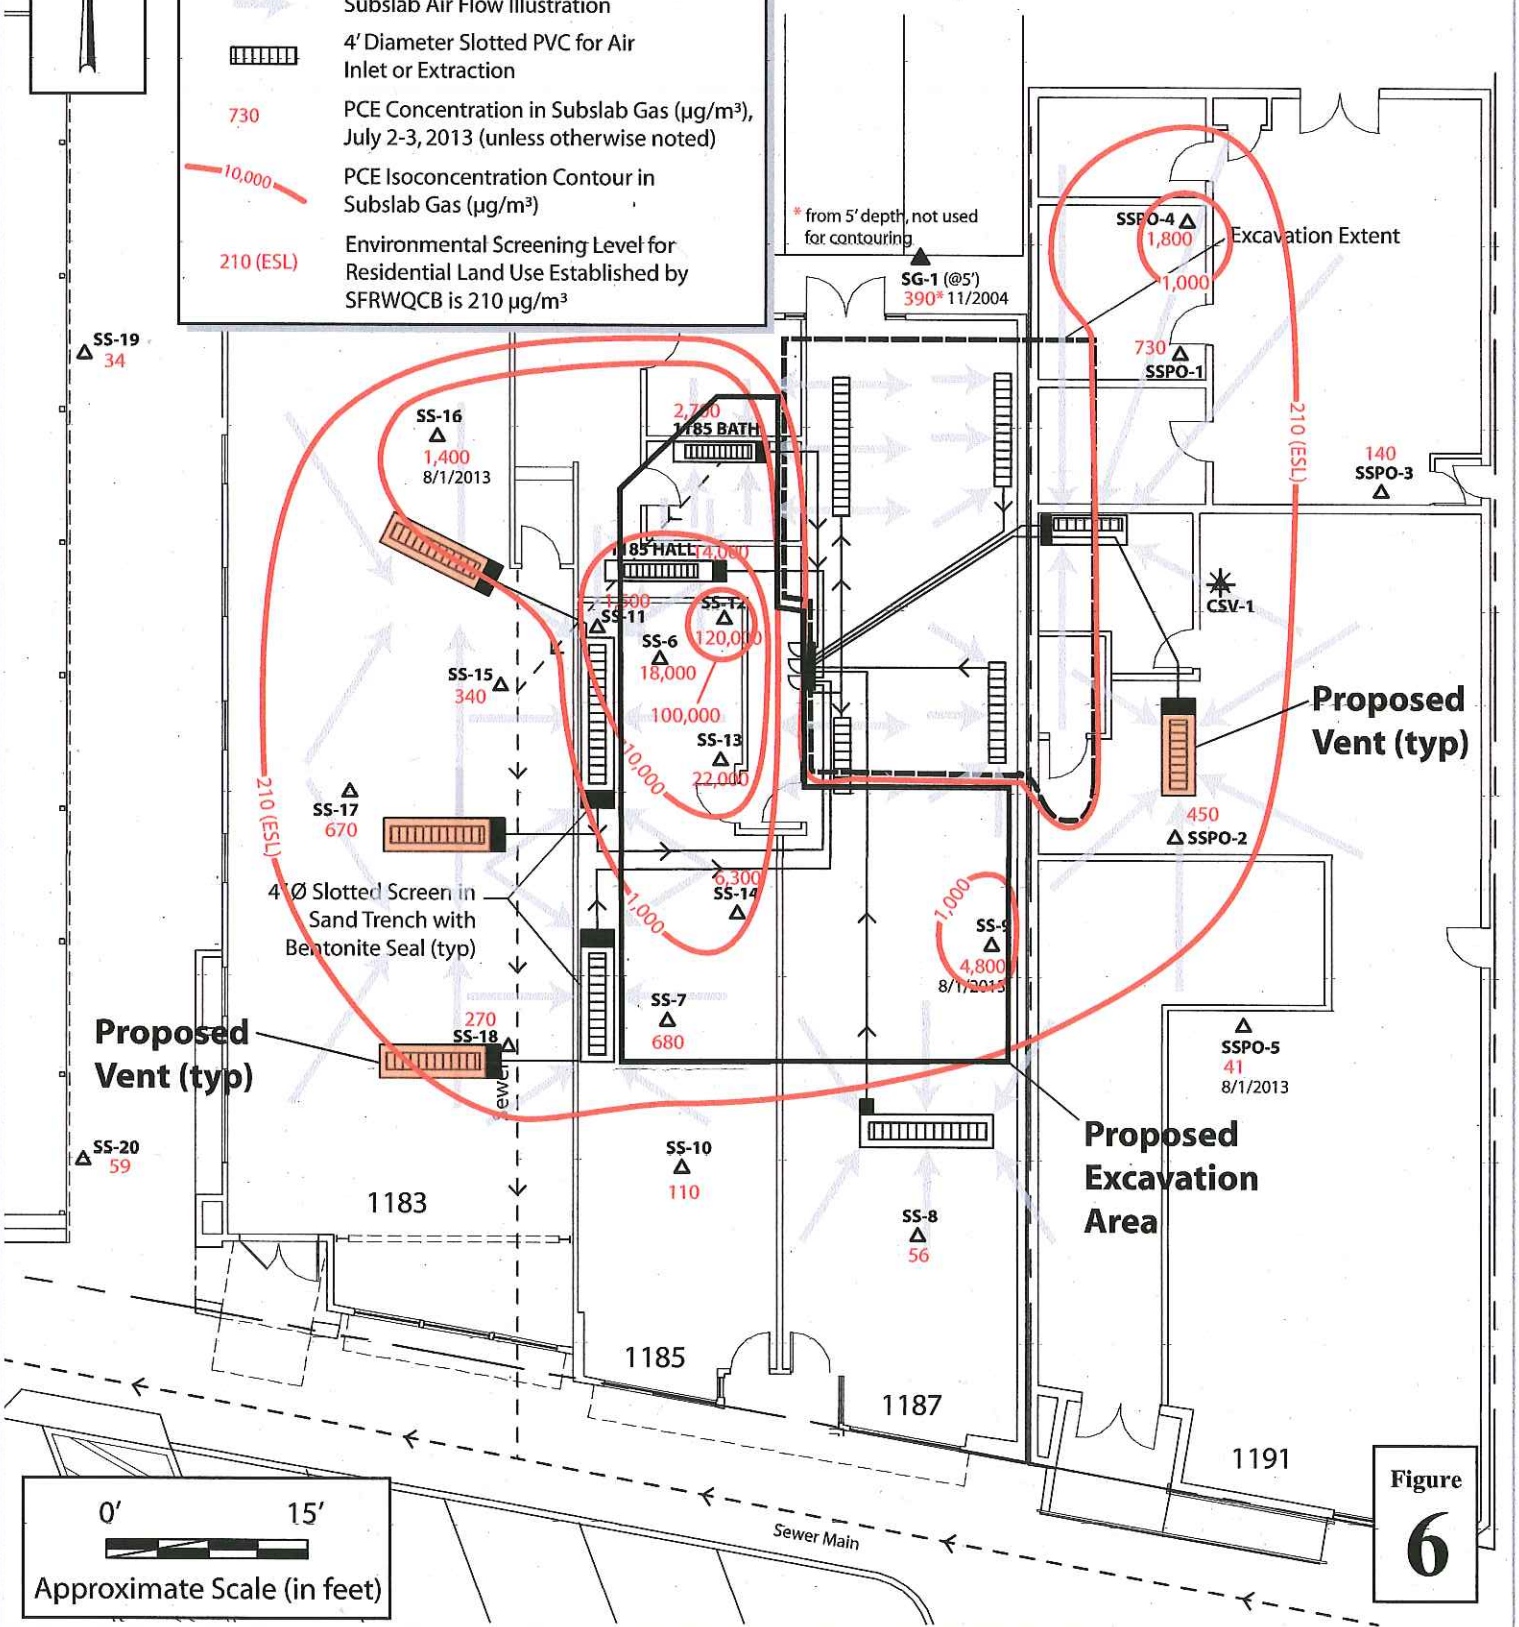 Subslab Air Flow Illustration
4' Diameter Slotted PVC for Air
Inlet or Extraction
730
PCE Concentration in Subslab Gas (µg/m³),
July 2-3, 2013 (unless otherwise noted)
10,000
PCE Isoconcentration Contour in
Subslab Gas (µg/m³)
210 (ESL)
Environmental Screening Level for
Residential Land Use Established by
SFRWQCB is 210 µg/m³
* from 5' depth, not used
for contouring
SG-1 (@5')
390* 11/2004
SSPO-4
1,800
Excavation Extent
1,000
730
SSPO-1
SS-19
34
SS-16
1,400
8/1/2013
2,700
1185 BATH
210 (ESL)
140
SSPO-3
1185 HALL
14,000
1,500
SS-11
SS-12
120,000
SS-6
18,000
100,000
CSV-1
SS-15
340
Proposed
Vent (typ)
SS-13
22,000
10,000
210 (ESL)
SS-17
670
450
SSPO-2
4"Ø Slotted Screen in
Sand Trench with
Bentonite Seal (typ)
6,300
SS-14
1,000
1,000
SS-9
4,800
8/1/2013
SS-7
680
Proposed
Vent (typ)
270
SS-18
Sewer
SSPO-5
41
8/1/2013
SS-20
59
SS-10
110
Proposed
Excavation
Area
1183
SS-8
56
1185
1187
1191
0' 15'
Approximate Scale (in feet)
Sewer Main
Figure
6